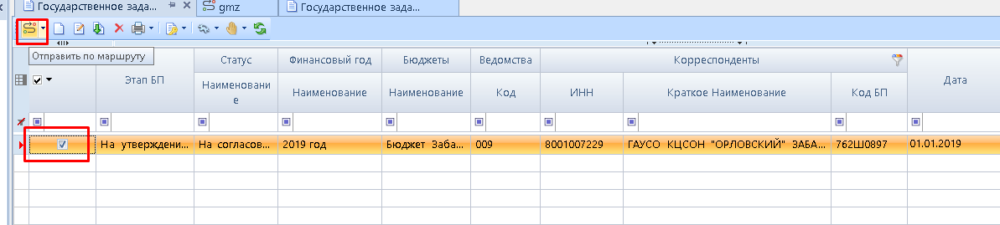 Государственное зада...
gmz
Государственное зада...
Отправить по маршруту
Этап БП
Статус
Финансовый год
Бюджеты
Ведомства
Корреспонденты
Дата
Наименовани
е
Наименование
Наименование
Код
ИНН
Краткое Наименование
Код БП
На утверждени... На согласов... 2019 год Бюджет Заба... 009 8001007229 ГАУСО КЦСОН "ОРЛОВСКИЙ" ЗАБА... 762Ш0897 01.01.2019